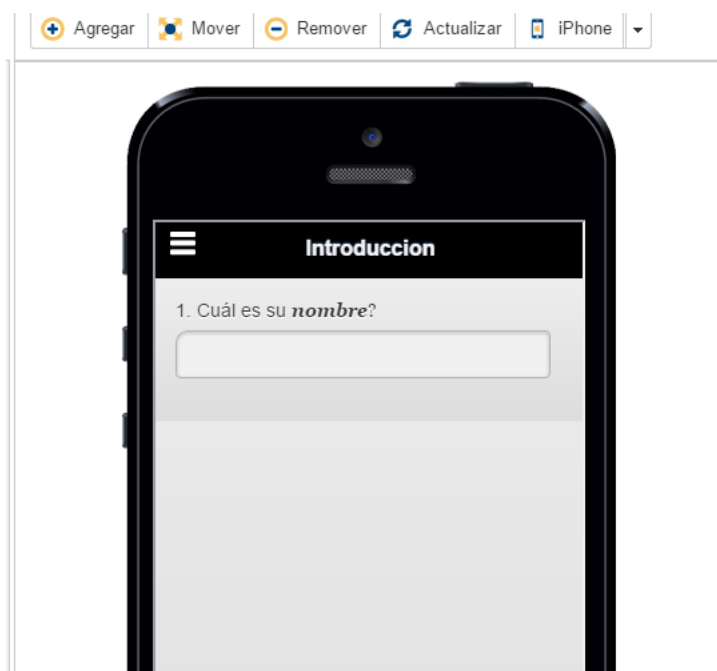 Agregar Mover Remover Actualizar iPhone
Introduccion
1. Cuál es su nombre?